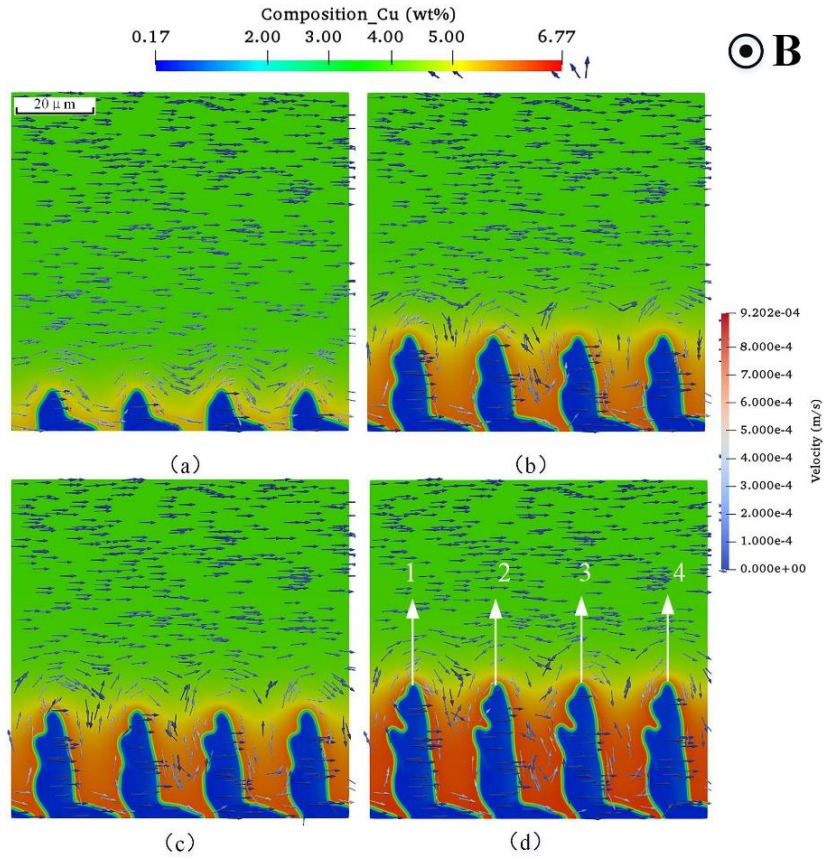 Composition_Cu (wt%)
0.17 2.00 3.00 4.00 5.00 6.77
B
20 μm
(a)
(b)
9.202e-04
8.000e-4
7.000e-4
6.000e-4
5.000e-4
4.000e-4
3.000e-4
2.000e-4
1.000e-4
0.000e+00
Velocity (m/s)
1 2 3 4
(c)
(d)